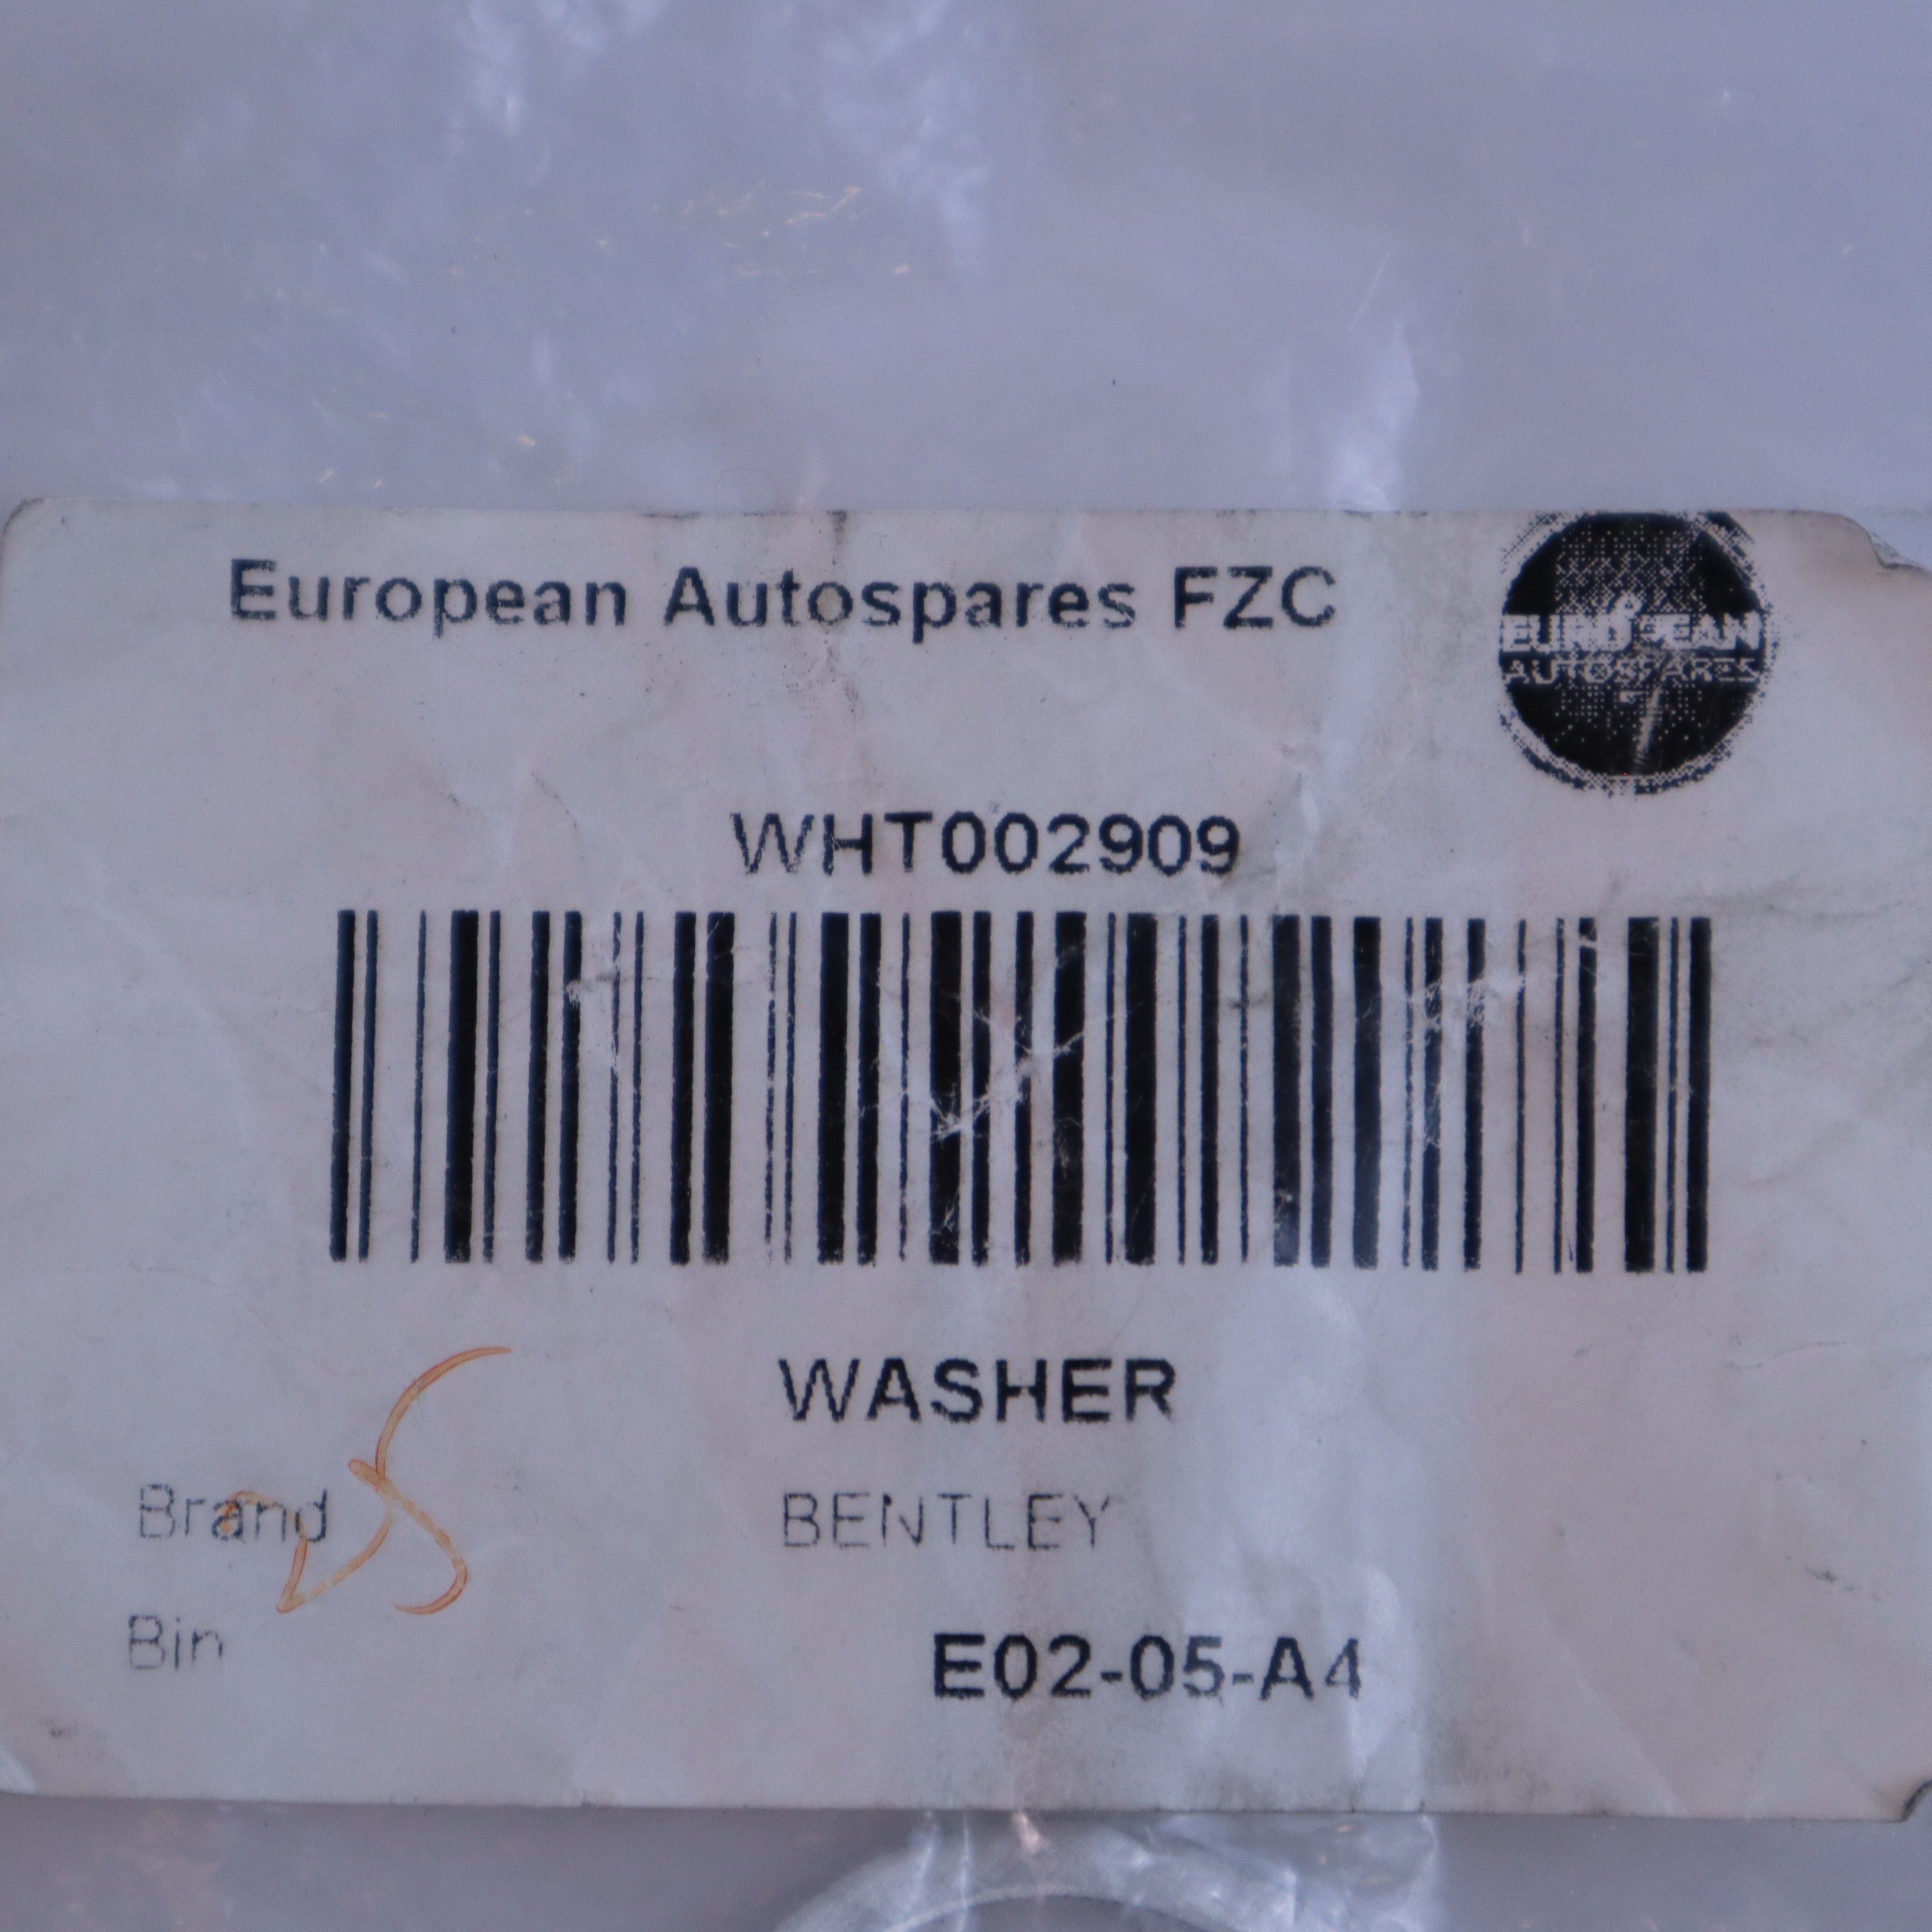 European Autospares FZC
EUROPEAN
AUTOSPARES
WHT002909
WASHER
Brand BENTLEY
Bin E02-05-A4